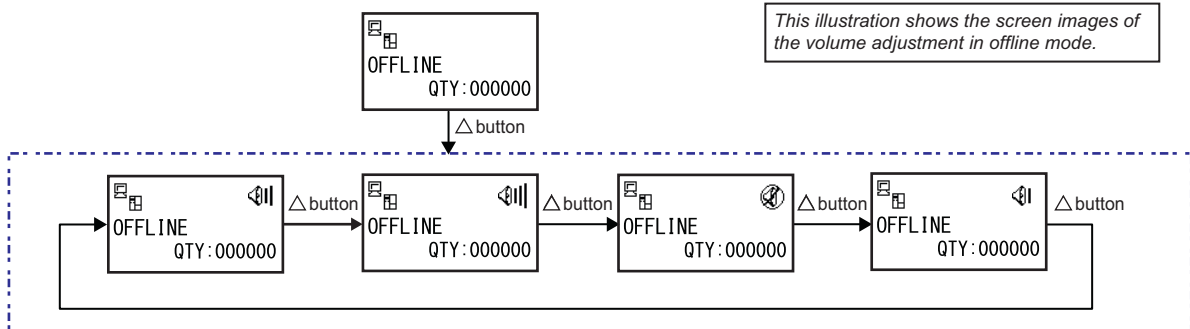 This illustration shows the screen images of
the volume adjustment in offline mode.
OFFLINE
QTY:000000
△ button
OFFLINE
QTY:000000
△ button
OFFLINE
QTY:000000
△ button
OFFLINE
QTY:000000
△ button
OFFLINE
QTY:000000
△ button